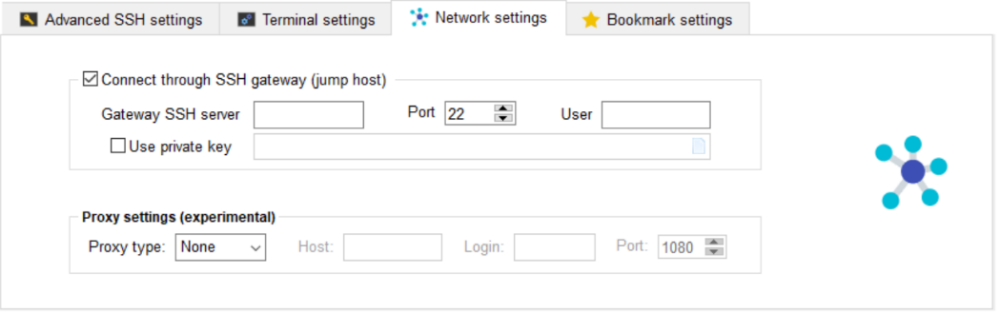 Advanced SSH settings Terminal settings Network settings Bookmark settings
Connect through SSH gateway (jump host)
Gateway SSH server Port 22 User
Use private key
Proxy settings (experimental)
Proxy type: None Host: Login: Port: 1080